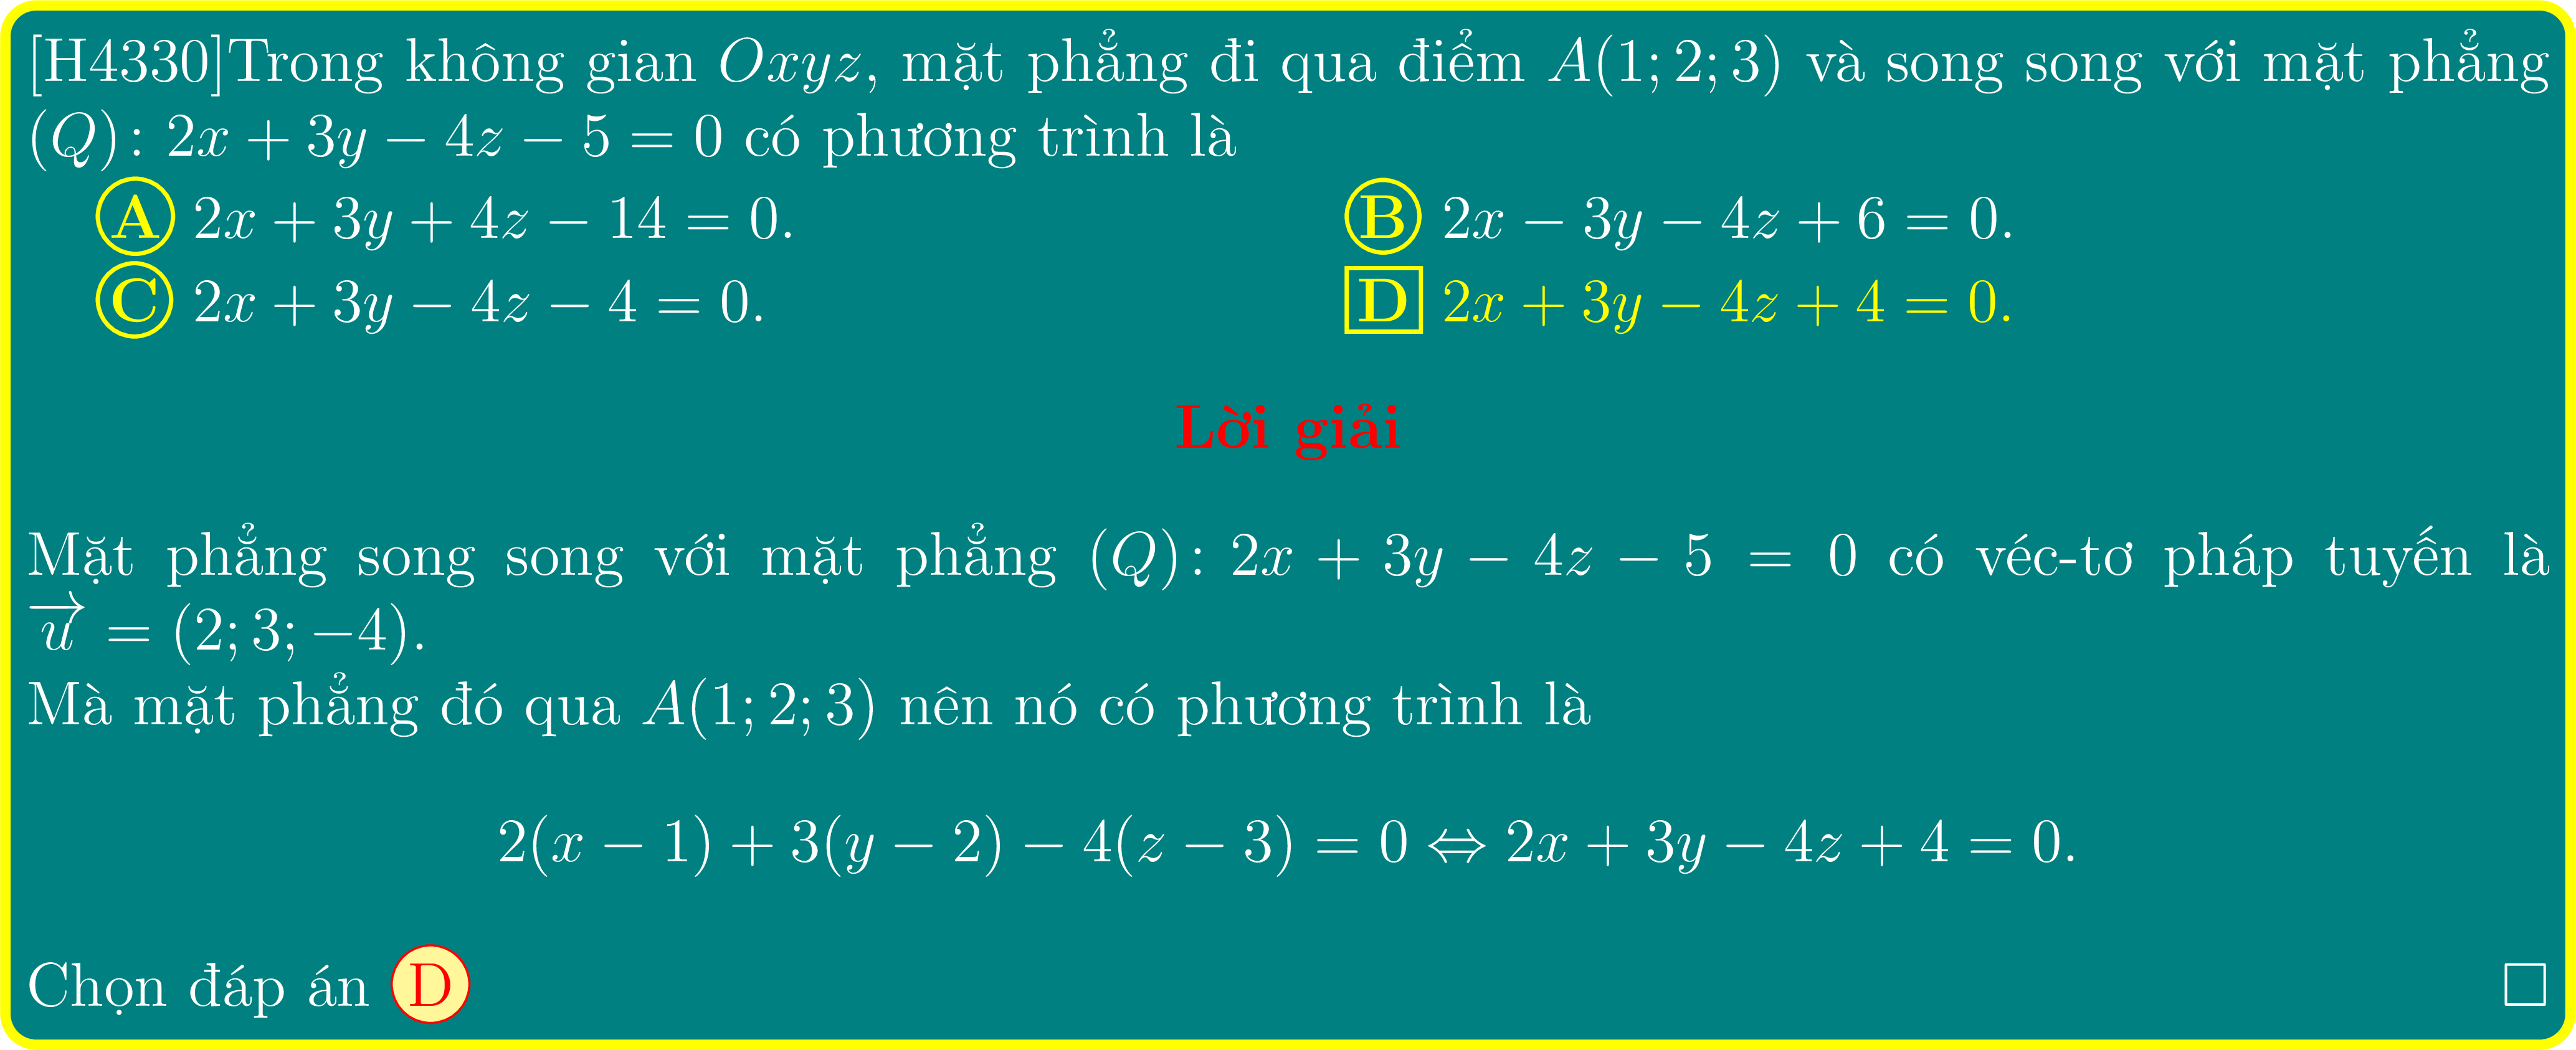 [H4330]Trong không gian Oxyz, mặt phẳng đi qua điểm A(1; 2; 3) và song song với mặt phẳng
(Q): 2x + 3y − 4z − 5 = 0 có phương trình là
A 2x + 3y + 4z − 14 = 0. B 2x − 3y − 4z + 6 = 0.
C 2x + 3y − 4z − 4 = 0. D 2x + 3y − 4z + 4 = 0.
Lời giải
Mặt phẳng song song với mặt phẳng (Q): 2x + 3y − 4z − 5 = 0 có véc-tơ pháp tuyến là
u⃗ = (2; 3; −4).
Mà mặt phẳng đó qua A(1; 2; 3) nên nó có phương trình là
2(x − 1) + 3(y − 2) − 4(z − 3) = 0 ⇔ 2x + 3y − 4z + 4 = 0.
Chọn đáp án D □